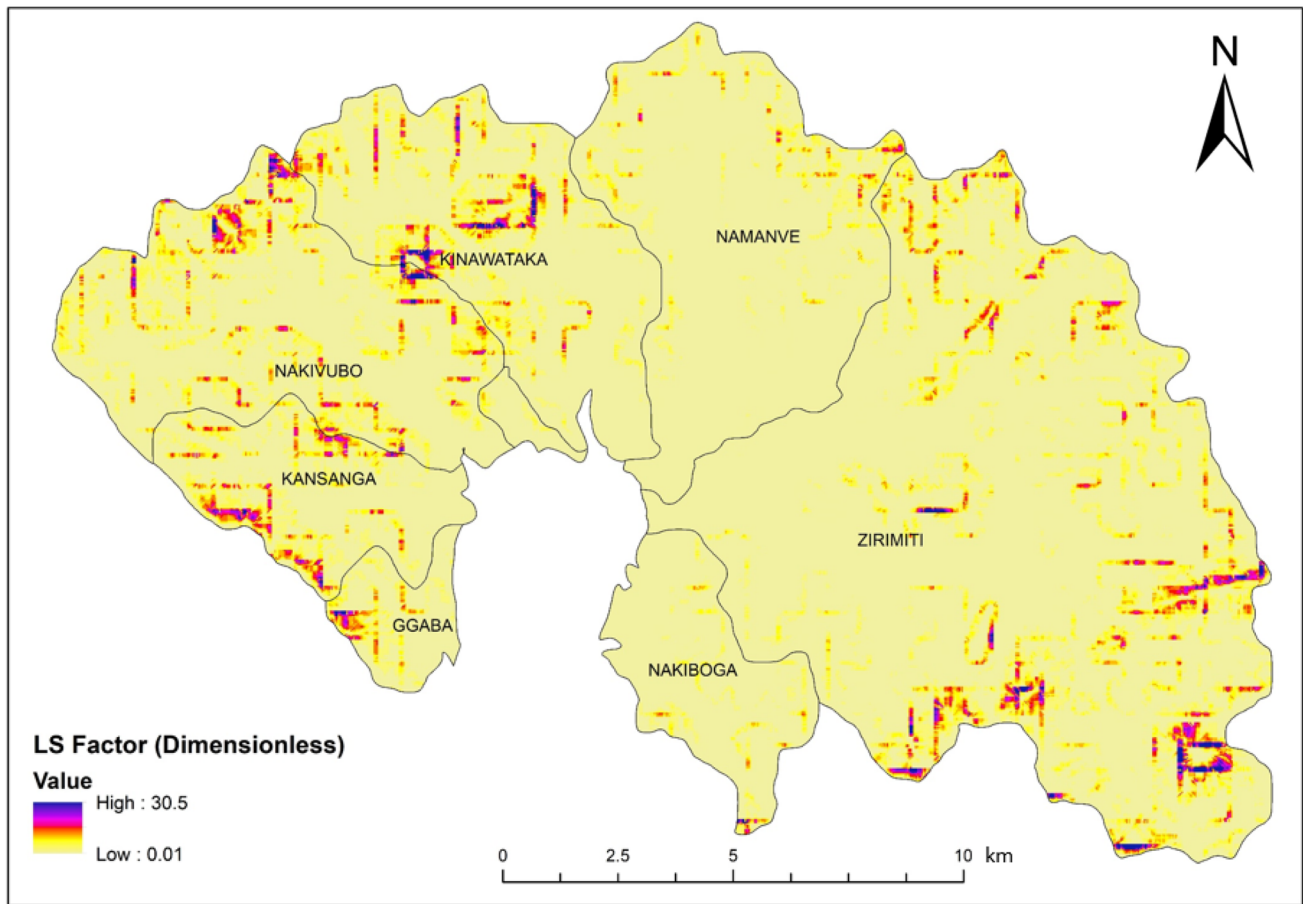 N
NAMANVE
KINAWATAKA
NAKIVUBO
KANSANGA
ZIRIMITI
GGABA
NAKIBOGA
LS Factor (Dimensionless)
Value
High : 30.5
Low : 0.01
0 2.5 5 10 km